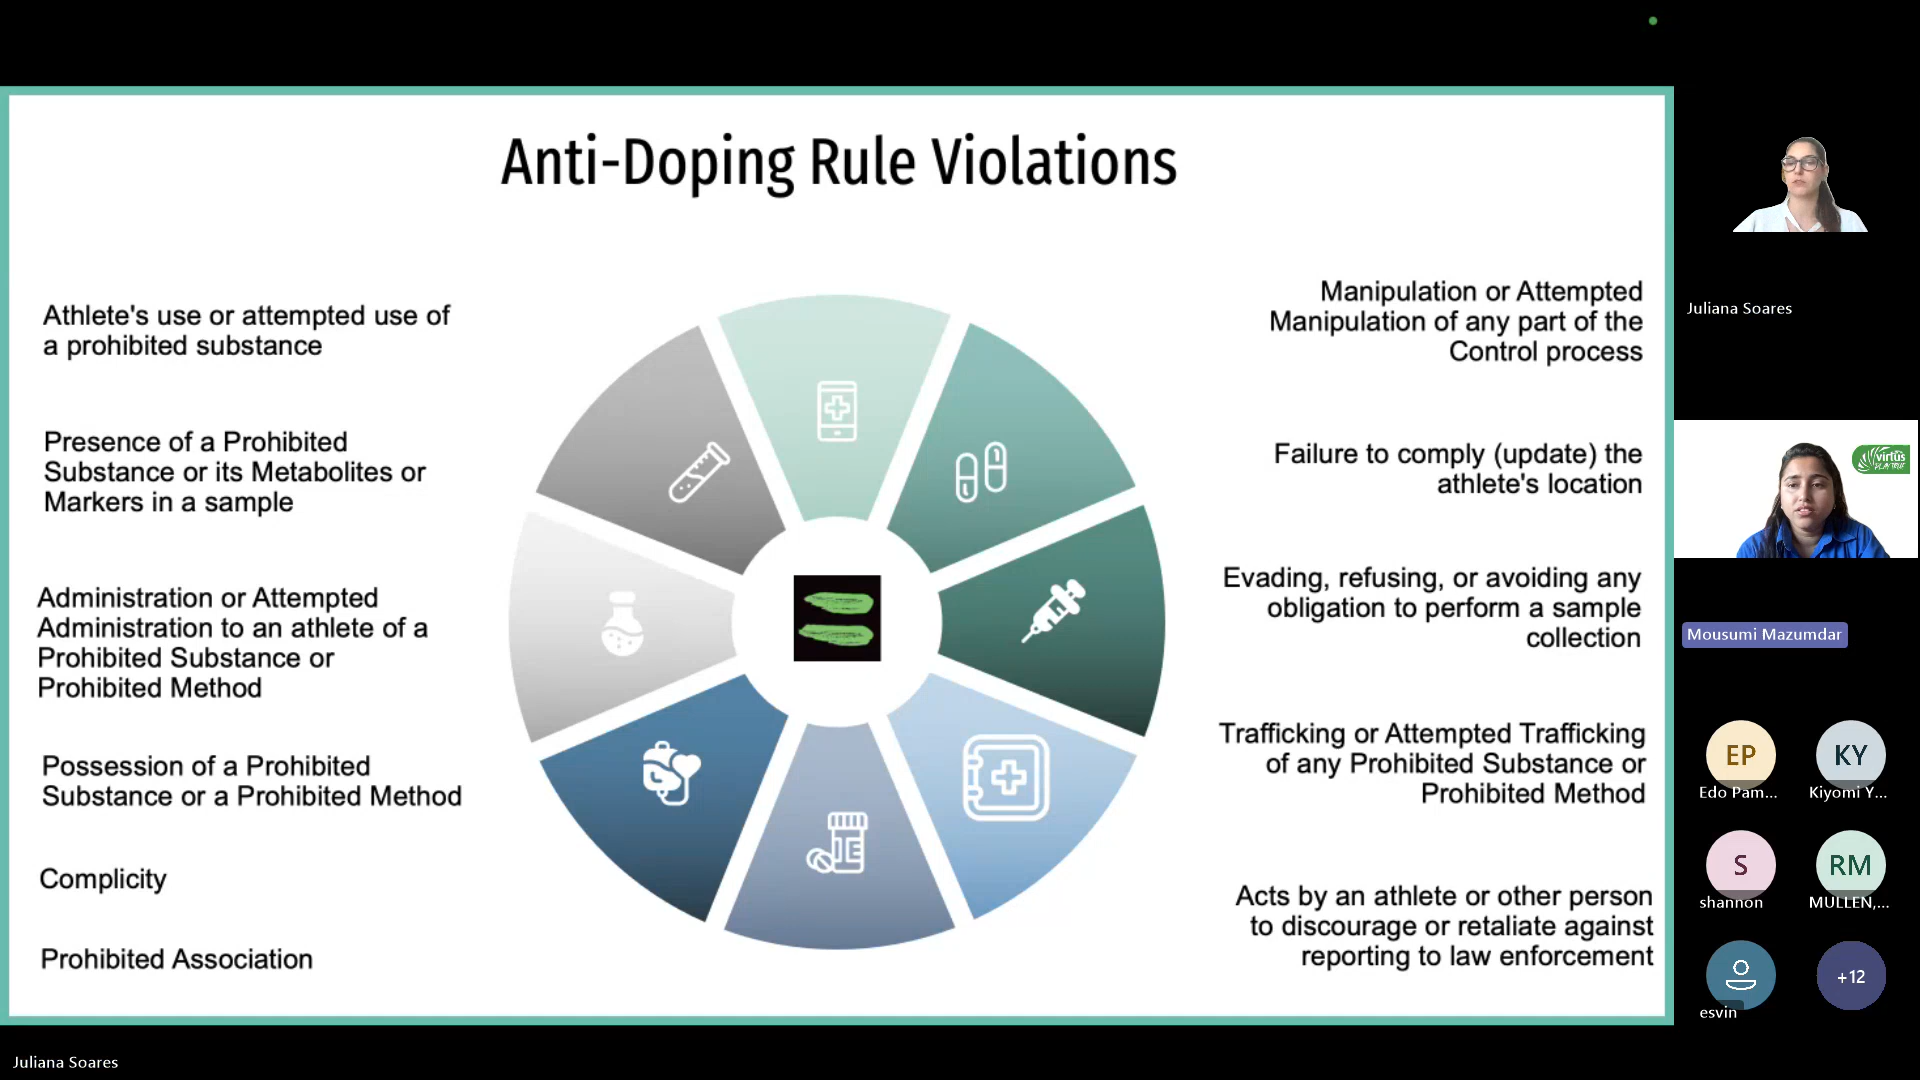 Anti-Doping Rule Violations
Athlete's use or attempted use of
a prohibited substance
Presence of a Prohibited
Substance or its Metabolites or
Markers in a sample
Administration or Attempted
Administration to an athlete of a
Prohibited Substance or
Prohibited Method
Possession of a Prohibited
Substance or a Prohibited Method
Complicity
Prohibited Association
Manipulation or Attempted
Manipulation of any part of the
Control process
Failure to comply (update) the
athlete's location
Evading, refusing, or avoiding any
obligation to perform a sample
collection
Trafficking or Attempted Trafficking
of any Prohibited Substance or
Prohibited Method
Acts by an athlete or other person
to discourage or retaliate against
reporting to law enforcement
Juliana Soares
virtus
PLAY TRUE
Mousumi Mazumdar
EP
Edo Pam...
KY
Kiyomi Y...
S
shannon
RM
MULLEN,...
esvin
+12
Juliana Soares